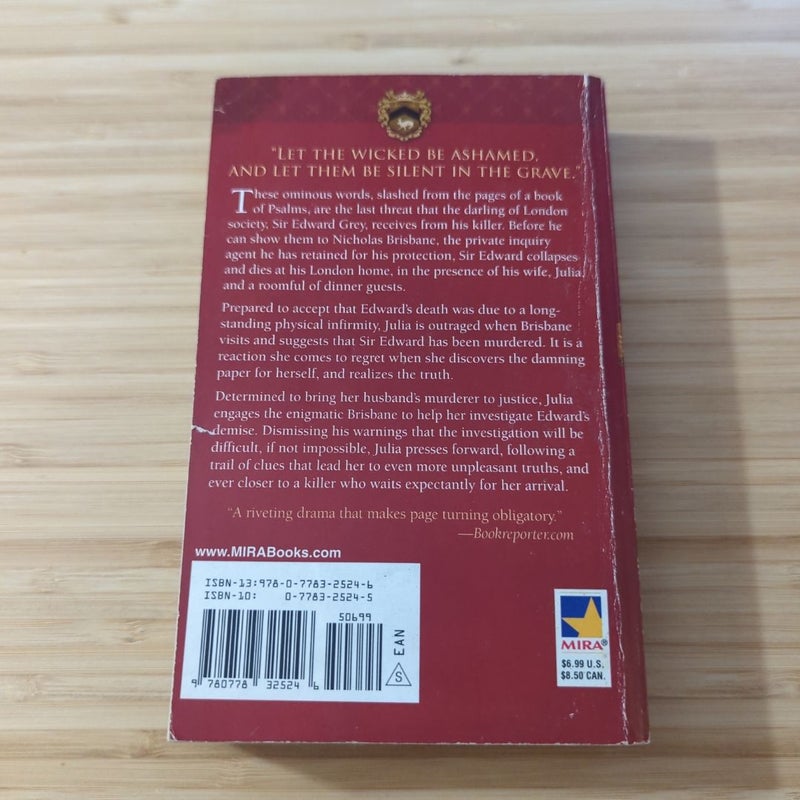 "LET THE WICKED BE ASHAMED,
AND LET THEM BE SILENT IN THE GRAVE."
These ominous words, slashed from the pages of a book
of Psalms, are the last threat that the darling of London
society, Sir Edward Grey, receives from his killer. Before he
can show them to Nicholas Brisbane, the private inquiry
agent he has retained for his protection, Sir Edward collapses
and dies at his London home, in the presence of his wife, Julia,
and a roomful of dinner guests.
Prepared to accept that Edward's death was due to a long-
standing physical infirmity, Julia is outraged when Brisbane
visits and suggests that Sir Edward has been murdered. It is a
reaction she comes to regret when she discovers the damning
paper for herself, and realizes the truth.
Determined to bring her husband's murderer to justice, Julia
engages the enigmatic Brisbane to help her investigate Edward's
demise. Dismissing his warnings that the investigation will be
difficult, if not impossible, Julia presses forward, following a
trail of clues that lead her to even more unpleasant truths, and
ever closer to a killer who waits expectantly for her arrival.
"A riveting drama that makes page turning obligatory."
—Bookreporter.com
www.MIRABooks.com
ISBN-13:978-0-7783-2524-6
ISBN-10: 0-7783-2524-5
50699
EAN
S
9 780778 325246
MIRA®
$6.99 U.S.
$8.50 CAN.